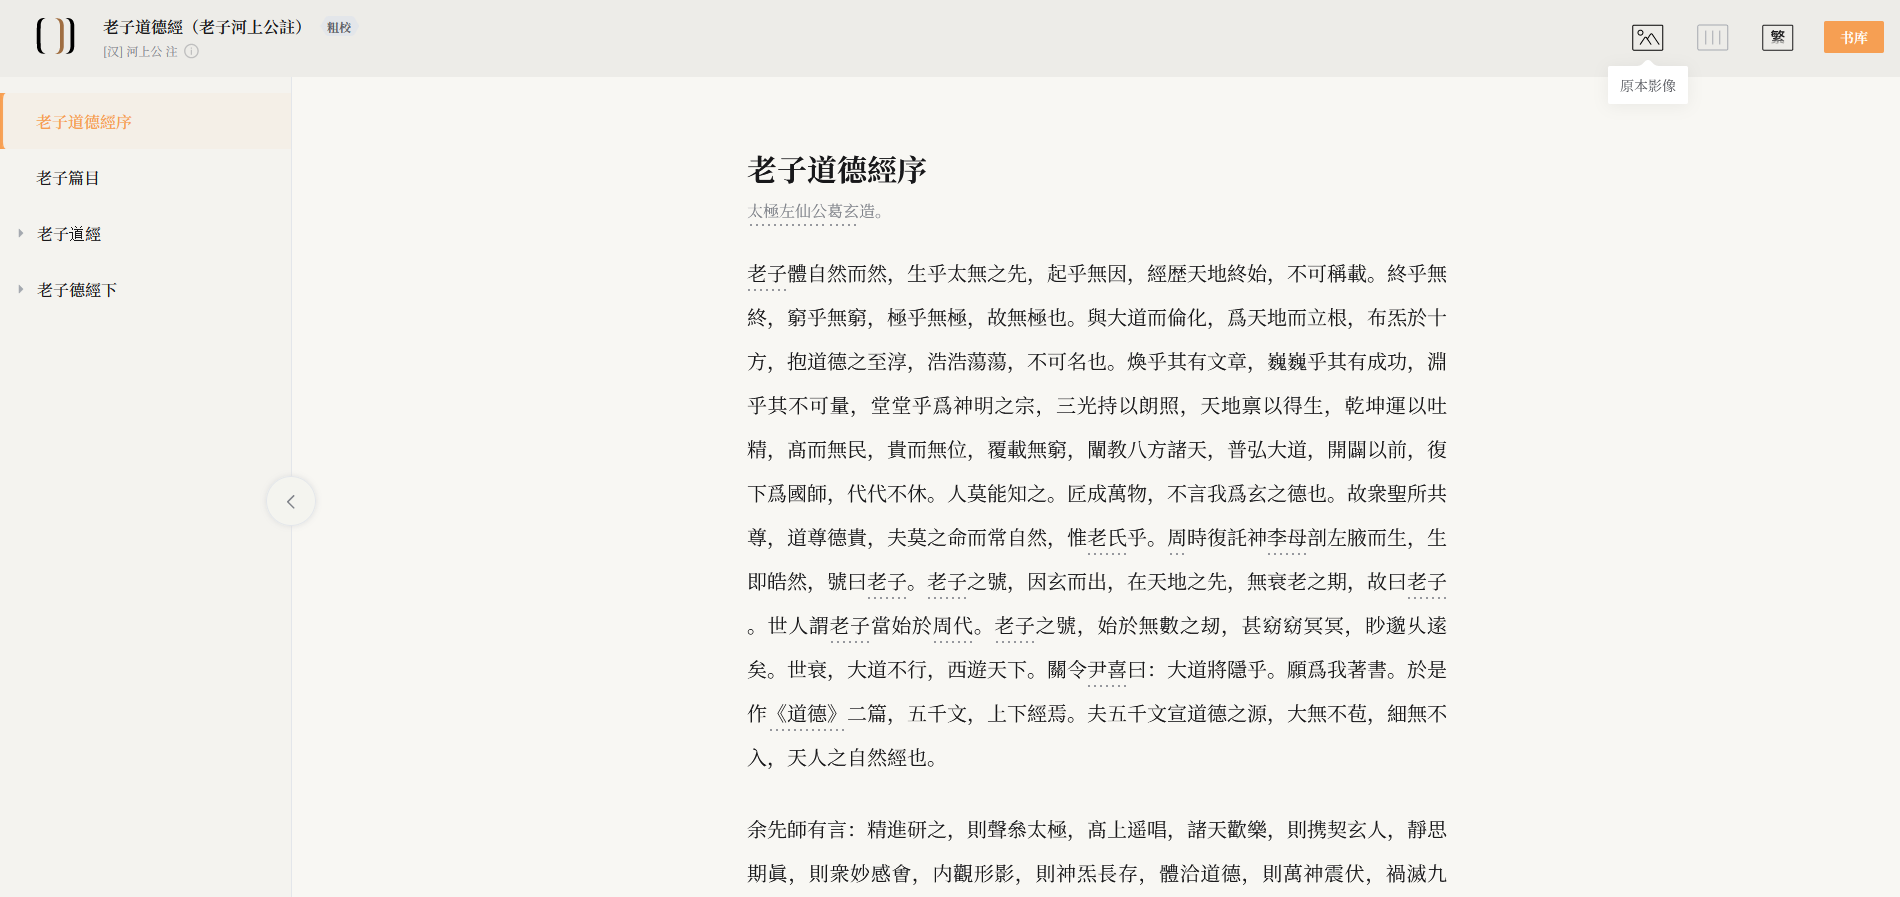 老子道德經（老子河上公註） 粗校
[汉] 河上公 注
繁
书库
原本影像
老子道德經序
老子篇目
老子道經
老子德經下
老子道德經序
太極左仙公葛玄造。
老子體自然而然，生乎太無之先，起乎無因，經歷天地終始，不可稱載。終乎無
終，窮乎無窮，極乎無極，故無極也。與大道而倫化，爲天地而立根，布炁於十
方，抱道德之至淳，浩浩蕩蕩，不可名也。煥乎其有文章，巍巍乎其有成功，淵
乎其不可量，堂堂乎爲神明之宗，三光持以朗照，天地禀以得生，乾坤運以吐
精，髙而無民，貴而無位，覆載無窮，闡教八方諸天，普弘大道，開闢以前，復
下爲國師，代代不休。人莫能知之。匠成萬物，不言我爲玄之德也。故衆聖所共
尊，道尊德貴，夫莫之命而常自然，惟老氏乎。周時復託神李母剖左腋而生，生
即皓然，號曰老子。老子之號，因玄而出，在天地之先，無衰老之期，故曰老子
。世人謂老子當始於周代。老子之號，始於無數之刼，甚窈窈冥冥，眇邈乆逺
矣。世衰，大道不行，西遊天下。關令尹喜曰：大道將隱乎。願爲我著書。於是
作《道德》二篇，五千文，上下經焉。夫五千文宣道德之源，大無不苞，細無不
入，天人之自然經也。
余先師有言：精進研之，則聲叅太極，髙上遥唱，諸天歡樂，則携契玄人，靜思
期眞，則衆妙感會，内觀形影，則神炁長存，體洽道德，則萬神震伏，禍滅九